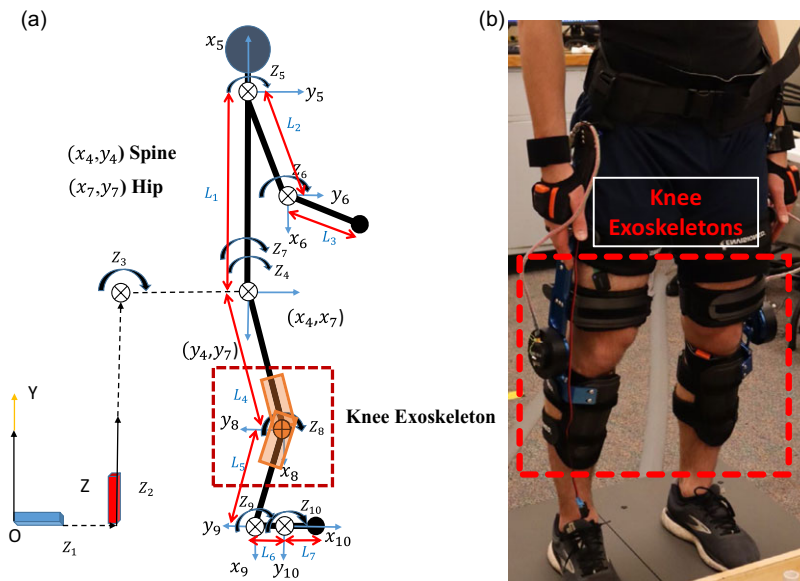 (a)
x5
Z5
y5
L2
(x4,y4) Spine
(x7,y7) Hip
L1
Z6
y6
x6
L3
Z7
Z4
Z3
(x4,x7)
(y4,y7)
L4
Knee Exoskeleton
y8
Z8
L5
x8
Y
Z
Z2
O
Z1
Z9
Z10
y9
x10
L6
L7
x9
y10
(b)
Knee
Exoskeletons